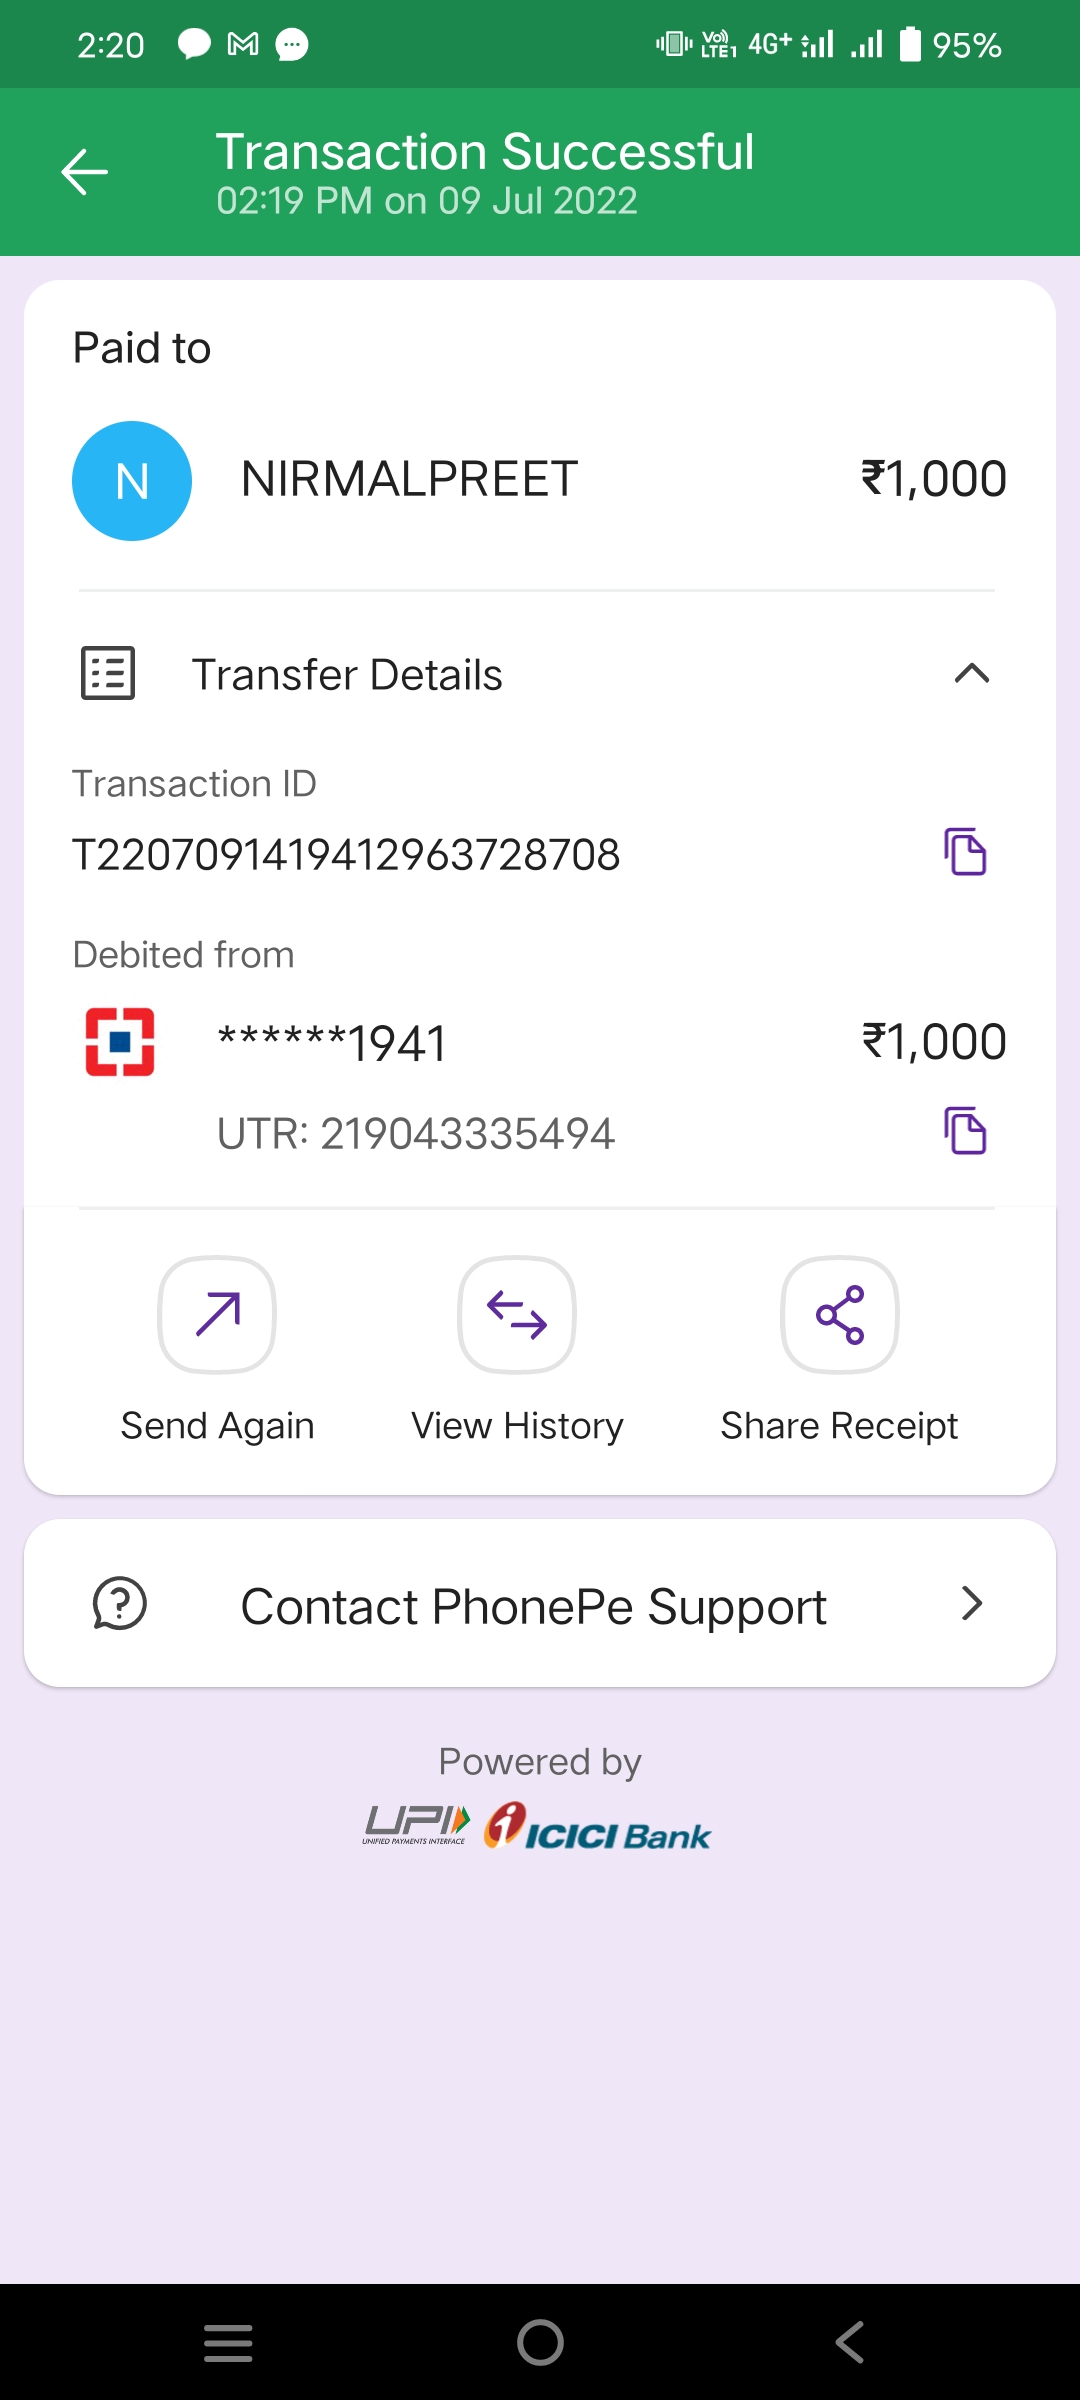 2:20 Vo) LTE1 4G+ 95%
Transaction Successful
02:19 PM on 09 Jul 2022
Paid to
N NIRMALPREET ₹1,000
Transfer Details
Transaction ID
T2207091419412963728708
Debited from
******1941 ₹1,000
UTR: 219043335494
Send Again View History Share Receipt
Contact PhonePe Support
Powered by
UPI UNIFIED PAYMENTS INTERFACE ICICI Bank